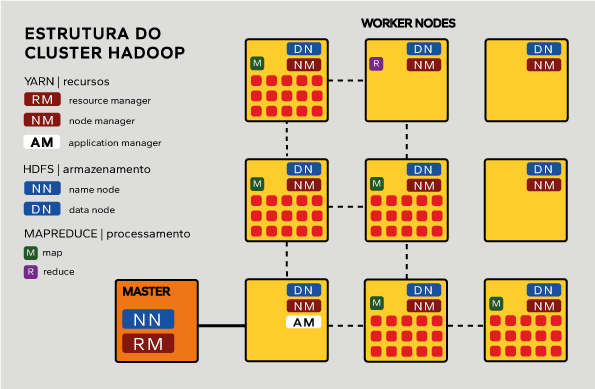 ESTRUTURA DO
CLUSTER HADOOP
YARN | recursos
RM resource manager
NM node manager
AM application manager
HDFS | armazenamento
NN name node
DN data node
MAPREDUCE | processamento
M map
R reduce
WORKER NODES
DN
M NM
DN
R NM
DN
NM
DN
M NM
DN
M NM
DN
NM
MASTER
NN
RM
DN
NM
AM
DN
M NM
DN
M NM